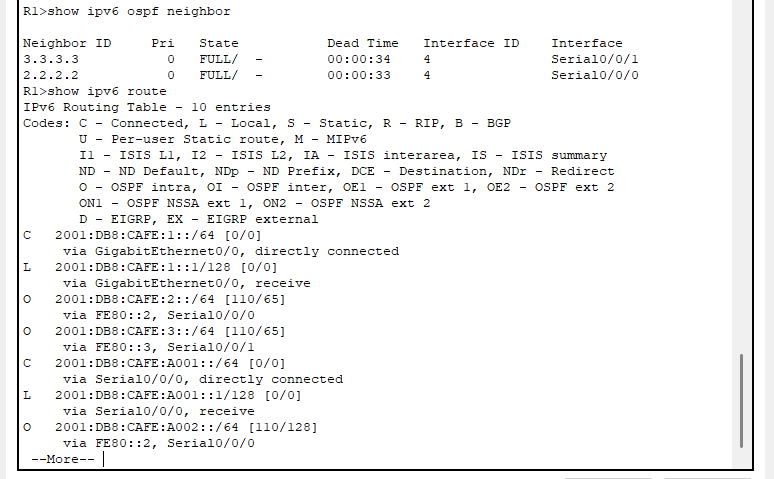 R1>show ipv6 ospf neighbor
Neighbor ID     Pri   State           Dead Time   Interface ID    Interface
3.3.3.3           0   FULL/  -        00:00:34    4               Serial0/0/1
2.2.2.2           0   FULL/  -        00:00:33    4               Serial0/0/0
R1>show ipv6 route
IPv6 Routing Table - 10 entries
Codes: C - Connected, L - Local, S - Static, R - RIP, B - BGP
       U - Per-user Static route, M - MIPv6
       I1 - ISIS L1, I2 - ISIS L2, IA - ISIS interarea, IS - ISIS summary
       ND - ND Default, NDp - ND Prefix, DCE - Destination, NDr - Redirect
       O - OSPF intra, OI - OSPF inter, OE1 - OSPF ext 1, OE2 - OSPF ext 2
       ON1 - OSPF NSSA ext 1, ON2 - OSPF NSSA ext 2
       D - EIGRP, EX - EIGRP external
C   2001:DB8:CAFE:1::/64 [0/0]
     via GigabitEthernet0/0, directly connected
L   2001:DB8:CAFE:1::1/128 [0/0]
     via GigabitEthernet0/0, receive
O   2001:DB8:CAFE:2::/64 [110/65]
     via FE80::2, Serial0/0/0
O   2001:DB8:CAFE:3::/64 [110/65]
     via FE80::3, Serial0/0/1
C   2001:DB8:CAFE:A001::/64 [0/0]
     via Serial0/0/0, directly connected
L   2001:DB8:CAFE:A001::1/128 [0/0]
     via Serial0/0/0, receive
O   2001:DB8:CAFE:A002::/64 [110/128]
     via FE80::2, Serial0/0/0
 --More--